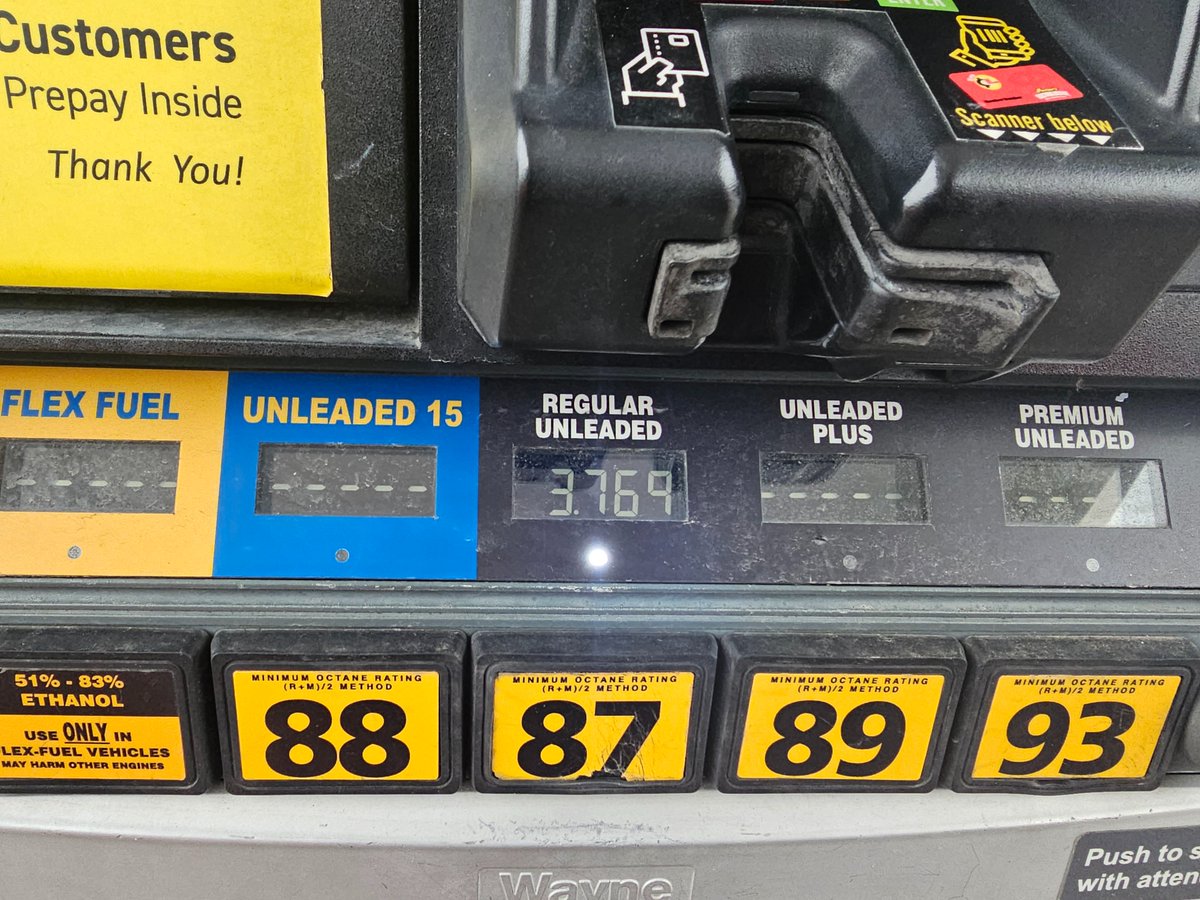 Customers
Prepay Inside
Thank You!
ENTER
Scanner below
FLEX FUEL
-----
UNLEADED 15
-----
REGULAR
UNLEADED
3.769
UNLEADED
PLUS
-----
PREMIUM
UNLEADED
---
51% - 83%
ETHANOL
USE ONLY IN
LEX-FUEL VEHICLES
MAY HARM OTHER ENGINES
MINIMUM OCTANE RATING
(R+M)/2 METHOD
88
MINIMUM OCTANE RATING
(R+M)/2 METHOD
87
MINIMUM OCTANE RATING
(R+M)/2 METHOD
89
MINIMUM OCTANE RATING
(R+M)/2 METHOD
93
Push to s
with atten
Wayne